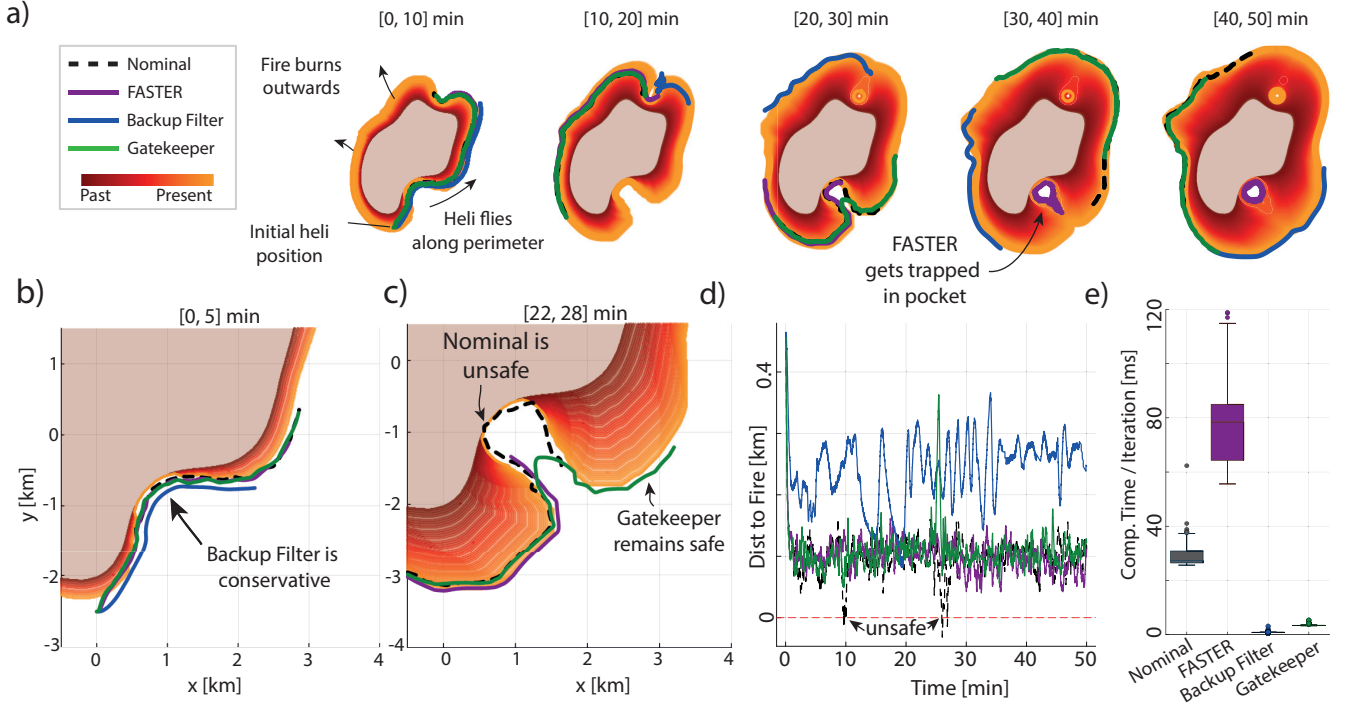 a)
[0, 10] min
[10, 20] min
[20, 30] min
[30, 40] min
[40, 50] min
Nominal
FASTER
Backup Filter
Gatekeeper
Past
Present
Fire burns
outwards
Initial heli
position
Heli flies
along perimeter
FASTER
gets trapped
in pocket
b)
[0, 5] min
1
0
-1
-2
-3
y [km]
0
1
2
3
4
x [km]
Backup Filter is
conservative
c)
[22, 28] min
Nominal is
unsafe
Gatekeeper
remains safe
0
-1
-2
-3
-4
0
1
2
3
4
x [km]
d)
0.4
0
Dist to Fire [km]
unsafe
0
10
20
30
40
50
Time [min]
e)
120
80
40
0
Comp.Time / Iteration [ms]
Nominal
FASTER
Backup Filter
Gatekeeper